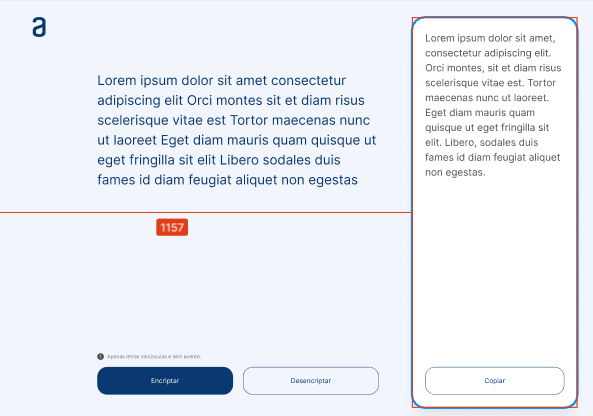 a
Lorem ipsum dolor sit amet consectetur
adipiscing elit Orci montes sit et diam risus
scelerisque vitae est Tortor maecenas nunc
ut laoreet Eget diam mauris quam quisque ut
eget fringilla sit elit Libero sodales duis
fames id diam feugiat aliquet non egestas
1157
Apenas letras minúsculas e sem acento.
Encriptar
Desencriptar
Lorem ipsum dolor sit amet,
consectetur adipiscing elit.
Orci montes, sit et diam risus
scelerisque vitae est. Tortor
maecenas nunc ut laoreet.
Eget diam mauris quam
quisque ut eget fringilla sit
elit. Libero, sodales duis
fames id diam feugiat aliquet
non egestas.
Copiar